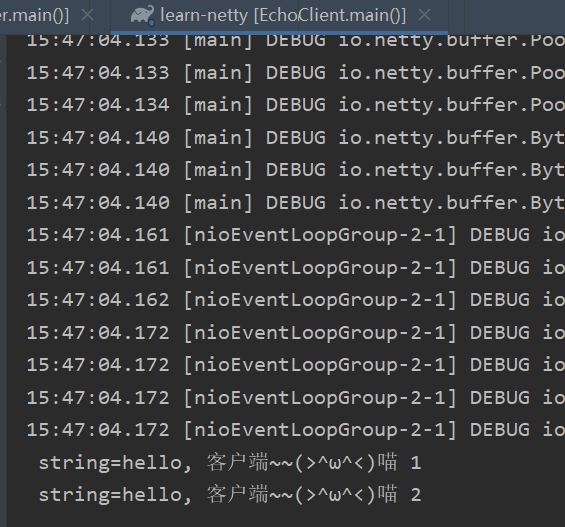 er.main()] learn-netty [EchoClient.main()]
15:47:04.133 [main] DEBUG io.netty.buffer.Poo
15:47:04.133 [main] DEBUG io.netty.buffer.Poo
15:47:04.134 [main] DEBUG io.netty.buffer.Poo
15:47:04.140 [main] DEBUG io.netty.buffer.Byt
15:47:04.140 [main] DEBUG io.netty.buffer.Byt
15:47:04.140 [main] DEBUG io.netty.buffer.Byt
15:47:04.161 [nioEventLoopGroup-2-1] DEBUG io
15:47:04.161 [nioEventLoopGroup-2-1] DEBUG io
15:47:04.162 [nioEventLoopGroup-2-1] DEBUG io
15:47:04.172 [nioEventLoopGroup-2-1] DEBUG io
15:47:04.172 [nioEventLoopGroup-2-1] DEBUG io
15:47:04.172 [nioEventLoopGroup-2-1] DEBUG io
15:47:04.172 [nioEventLoopGroup-2-1] DEBUG io
string=hello, 客户端~~(>^ω^<)喵 1
string=hello, 客户端~~(>^ω^<)喵 2